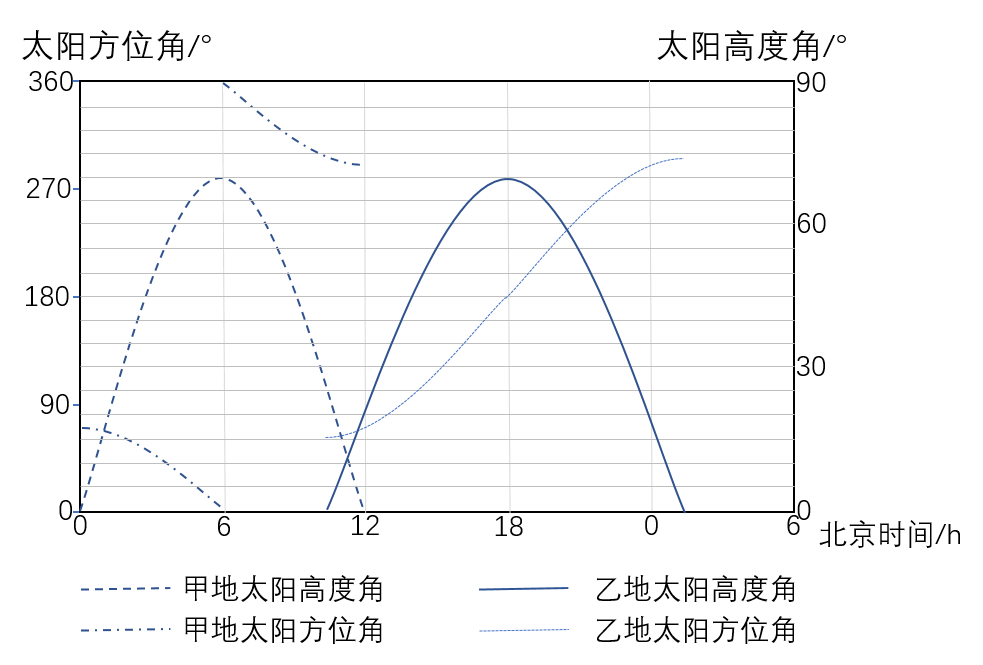 太阳方位角/°
太阳高度角/°
360
90
270
60
180
30
90
0
0
0
6
12
18
0
6
北京时间/h
甲地太阳高度角
乙地太阳高度角
甲地太阳方位角
乙地太阳方位角